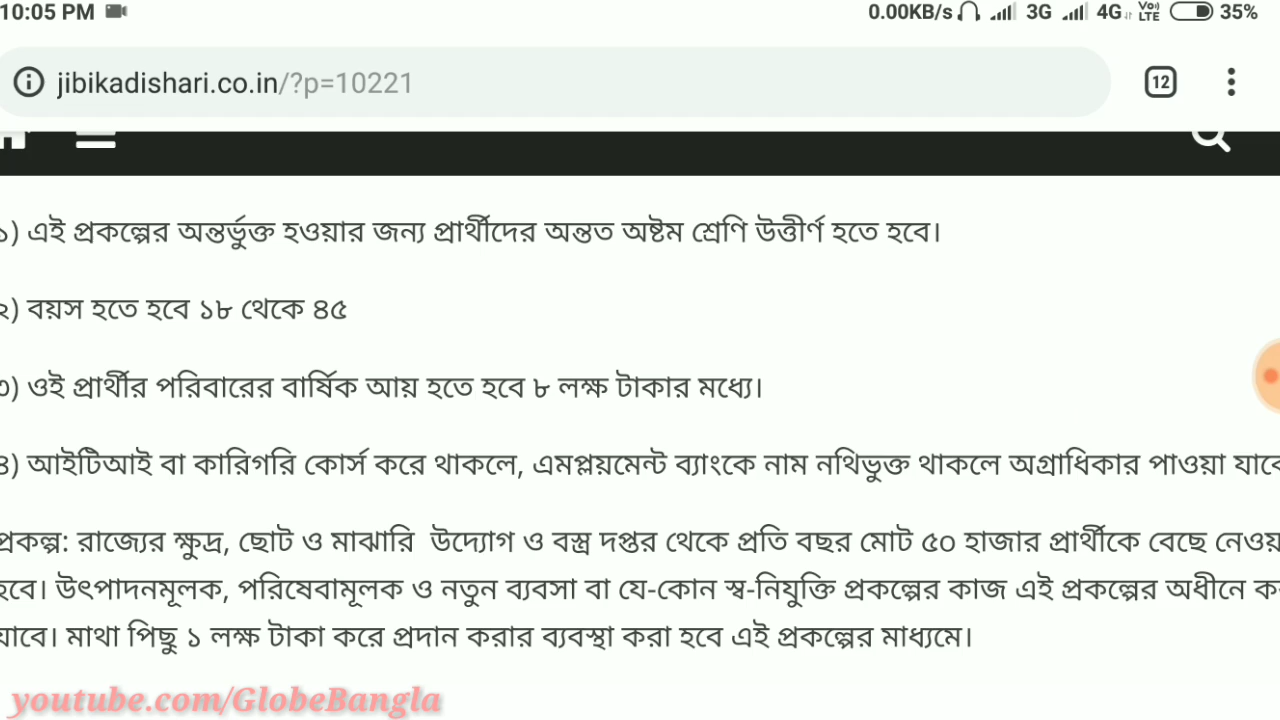 10:05 PM 0.00KB/s 3G 4G VoLTE 35%
jibikadishari.co.in/?p=10221 12
১) এই প্রকল্পের অন্তর্ভুক্ত হওয়ার জন্য প্রার্থীদের অন্তত অষ্টম শ্রেণি উত্তীর্ণ হতে হবে।
২) বয়স হতে হবে ১৮ থেকে ৪৫
৩) ওই প্রার্থীর পরিবারের বার্ষিক আয় হতে হবে ৮ লক্ষ টাকার মধ্যে।
৪) আইটিআই বা কারিগরি কোর্স করে থাকলে, এমপ্লয়মেন্ট ব্যাংকে নাম নথিভুক্ত থাকলে অগ্রাধিকার পাওয়া যাবে
প্রকল্প: রাজ্যের ক্ষুদ্র, ছোট ও মাঝারি উদ্যোগ ও বস্ত্র দপ্তর থেকে প্রতি বছর মোট ৫০ হাজার প্রার্থীকে বেছে নেওয়
হবে। উৎপাদনমূলক, পরিষেবামূলক ও নতুন ব্যবসা বা যে-কোন স্ব-নিযুক্তি প্রকল্পের কাজ এই প্রকল্পের অধীনে
যাবে। মাথা পিছু ১ লক্ষ টাকা করে প্রদান করার ব্যবস্থা করা হবে এই প্রকল্পের মাধ্যমে।
youtube.com/GlobeBangla